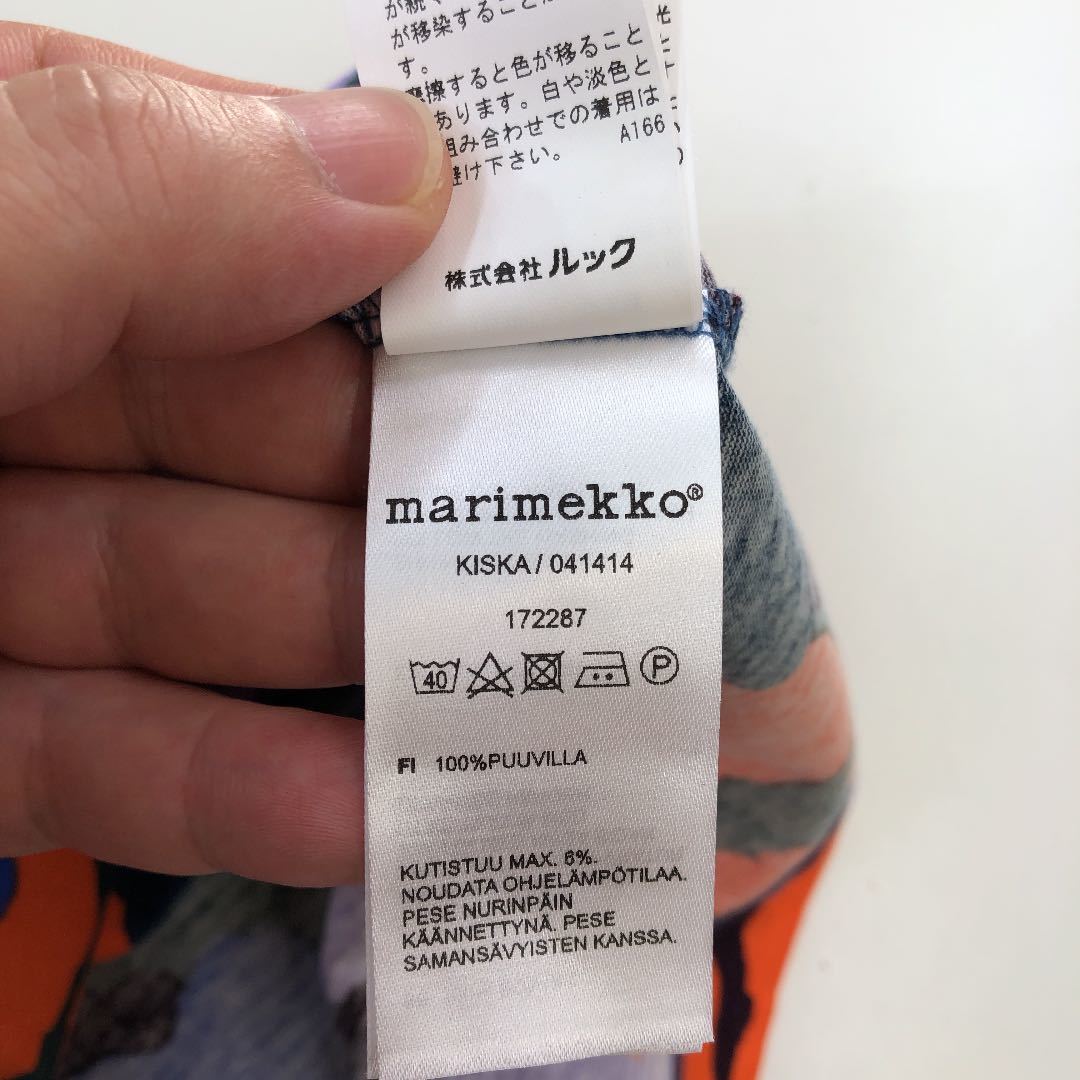 が移染することが
す。
擦すると色が移ること
あります。白や淡色と
組み合わせでの着用は
避け下さい。
A166
株式会社 ルック
marimekko®
KISKA / 041414
172287
40
P
FI 100%PUUVILLA
KUTISTUU MAX. 6%.
NOUDATA OHJELÄMPÖTILAA.
PESE NURINPÄIN
KÄÄNNETTYNÄ. PESE
SAMANSÄVYISTEN KANSSA.